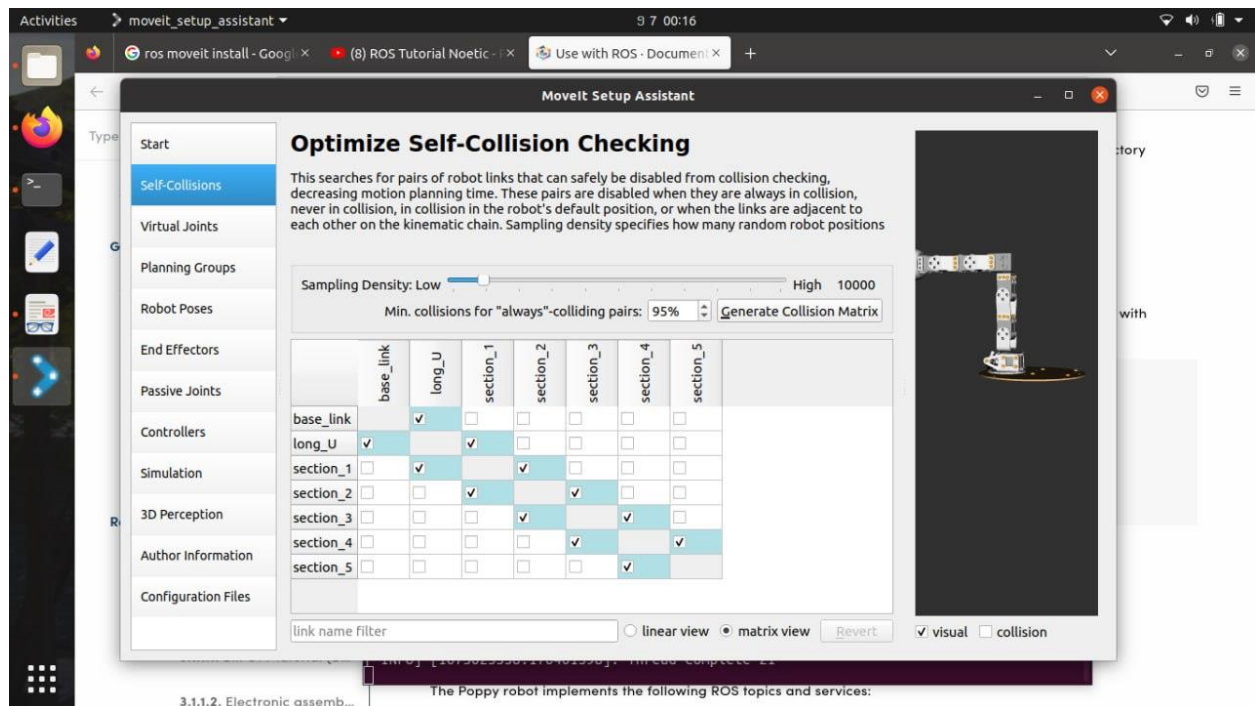 Activities moveit_setup_assistant 9 7 00:16
ros moveit install - Goog (8) ROS Tutorial Noetic - Use with ROS · Document
MoveIt Setup Assistant
Type
ctory
with
Start
Self-Collisions
Virtual Joints
Planning Groups
Robot Poses
End Effectors
Passive Joints
Controllers
Simulation
3D Perception
Author Information
Configuration Files
Optimize Self-Collision Checking
This searches for pairs of robot links that can safely be disabled from collision checking,
decreasing motion planning time. These pairs are disabled when they are always in collision,
never in collision, in collision in the robot's default position, or when the links are adjacent to
each other on the kinematic chain. Sampling density specifies how many random robot positions
Sampling Density: Low High 10000
Min. collisions for "always"-colliding pairs: 95% Generate Collision Matrix
base_link long_U section_1 section_2 section_3 section_4 section_5
base_link
long_U
section_1
section_2
section_3
section_4
section_5
link name filter linear view matrix view Revert visual collision
The Poppy robot implements the following ROS topics and services:
3.1.1.2. Electronic assemb...